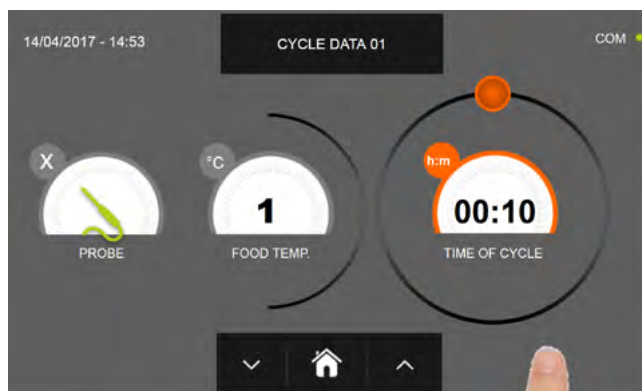 14/04/2017 - 14:53
CYCLE DATA 01
COM
X
°C
h:m
1
00:10
PROBE
FOOD TEMP.
TIME OF CYCLE